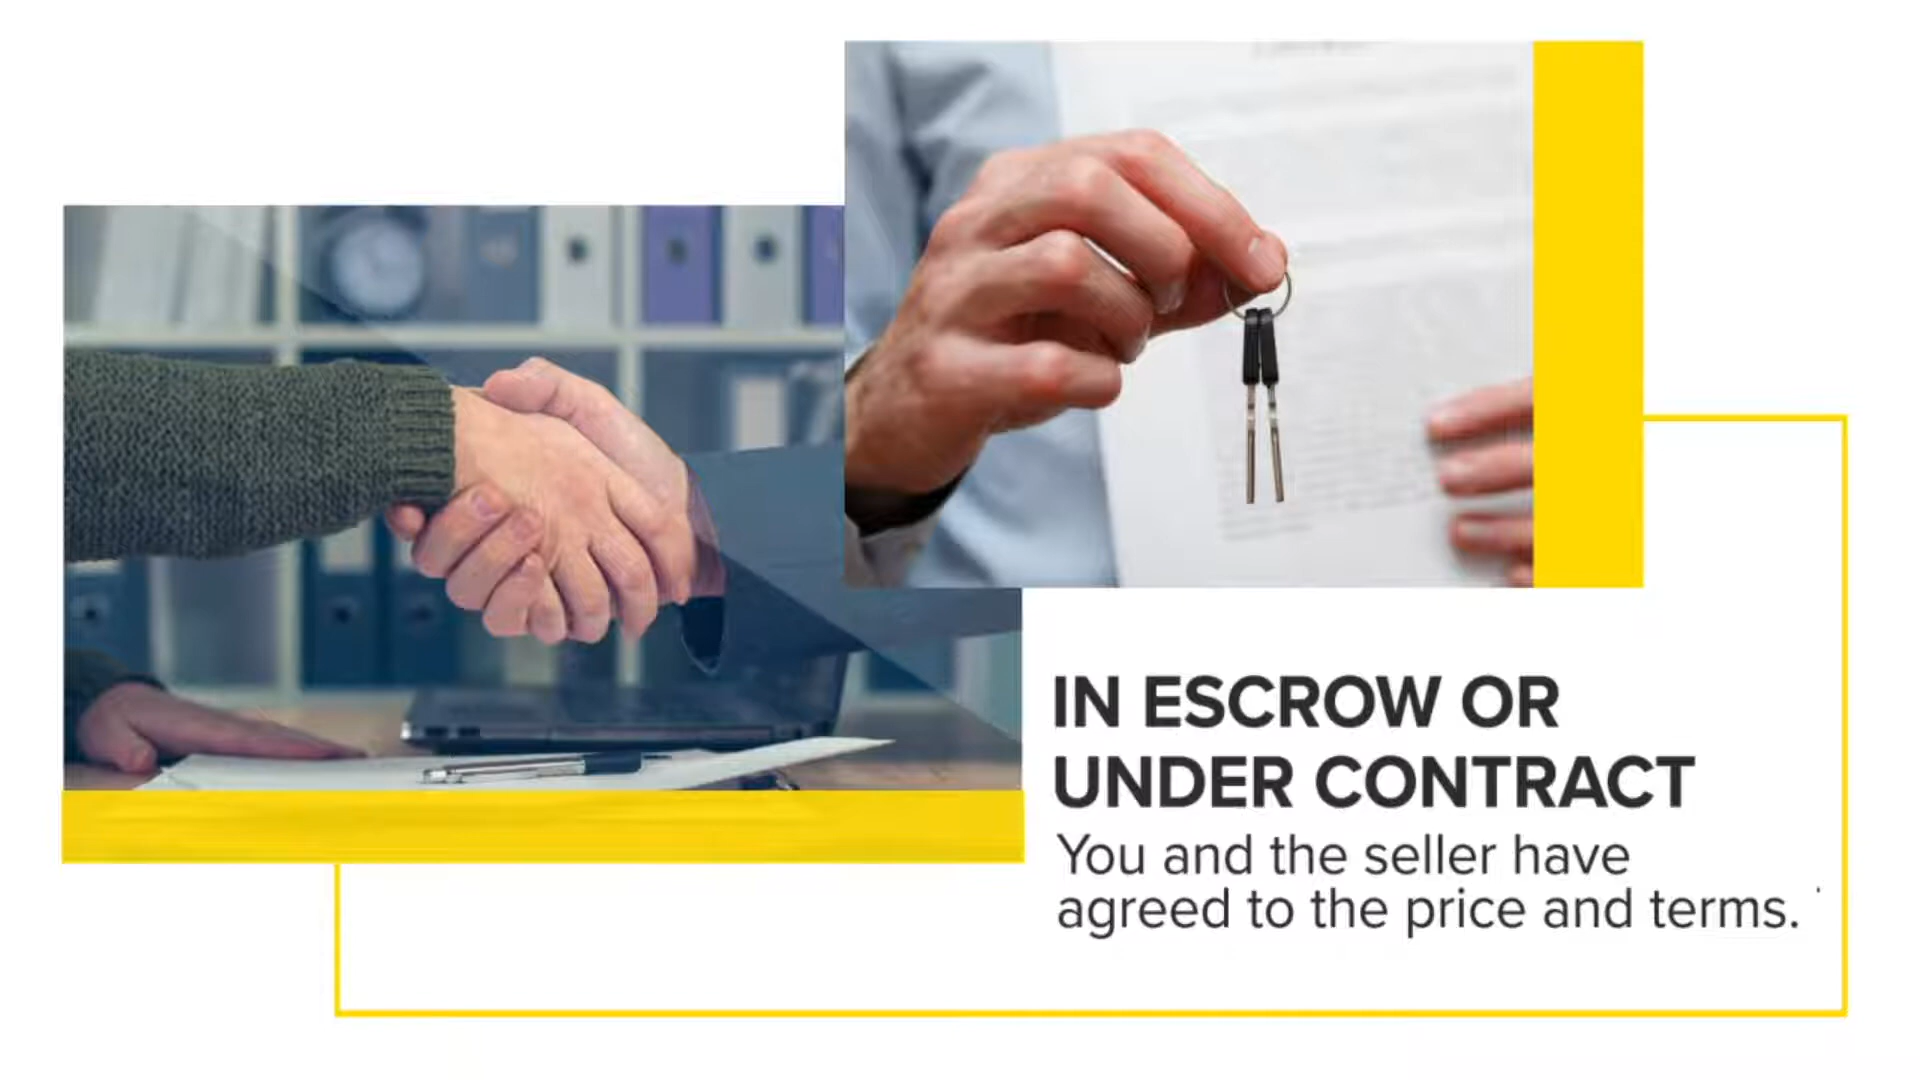 IN ESCROW OR
UNDER CONTRACT
You and the seller have
agreed to the price and terms.